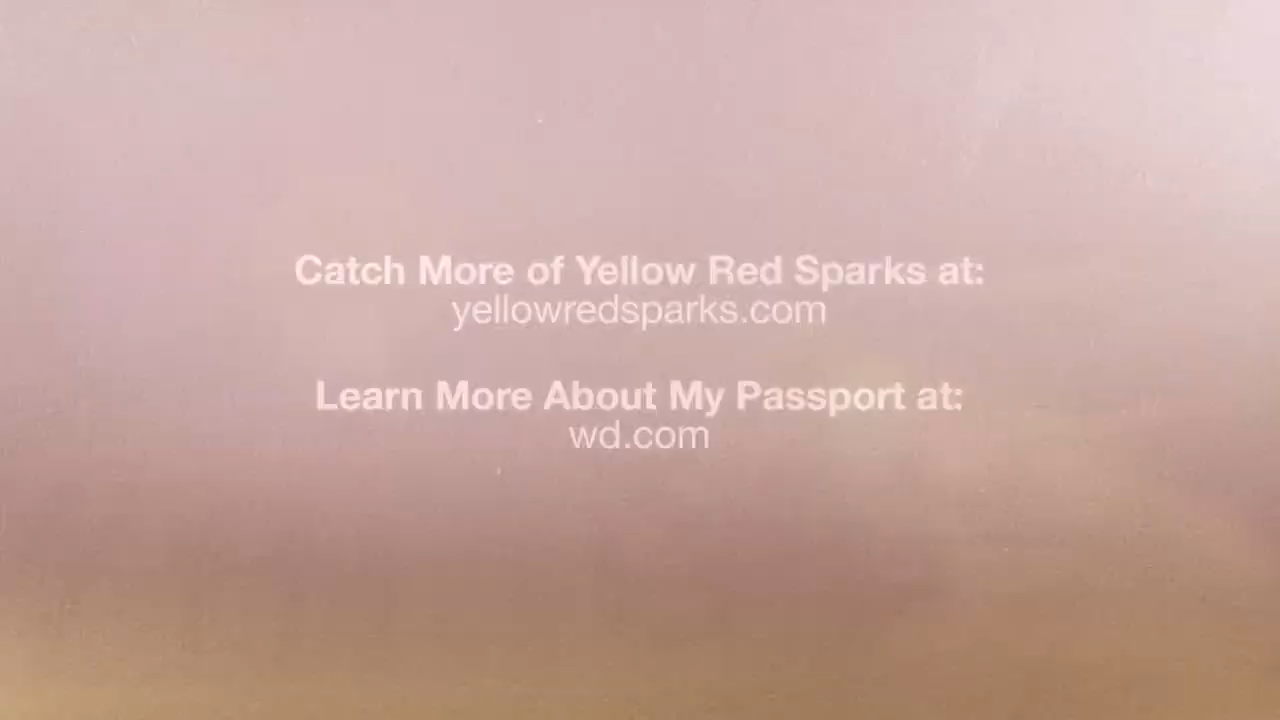 Catch More of Yellow Red Sparks at:
yellowredsparks.com
Learn More About My Passport at:
wd.com